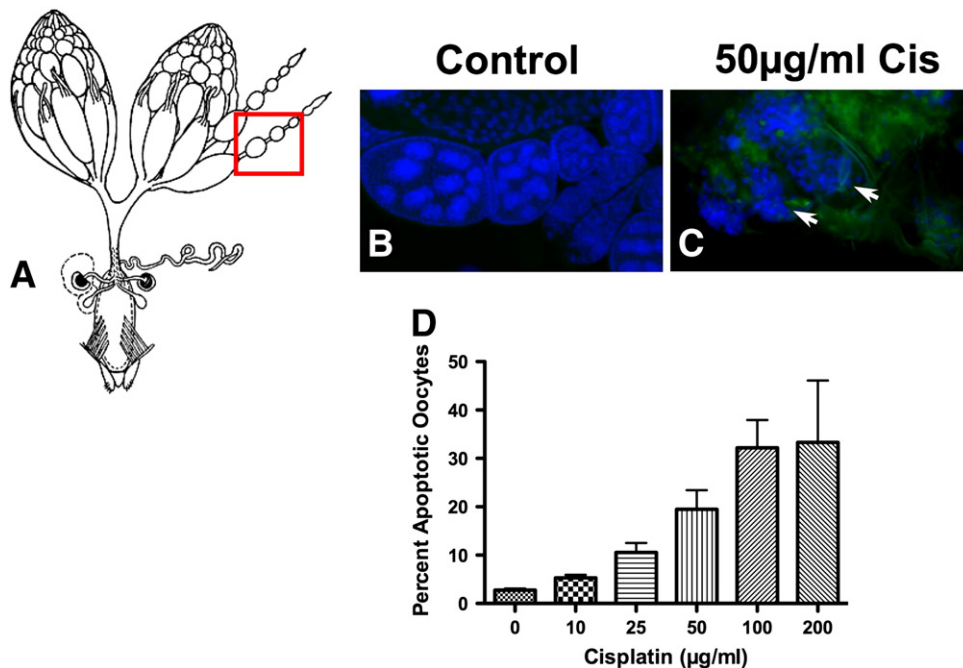 A
Control
50µg/ml Cis
B
C
D
Percent Apoptotic Oocytes
50
40
30
20
10
0
0 10 25 50 100 200
Cisplatin (µg/ml)